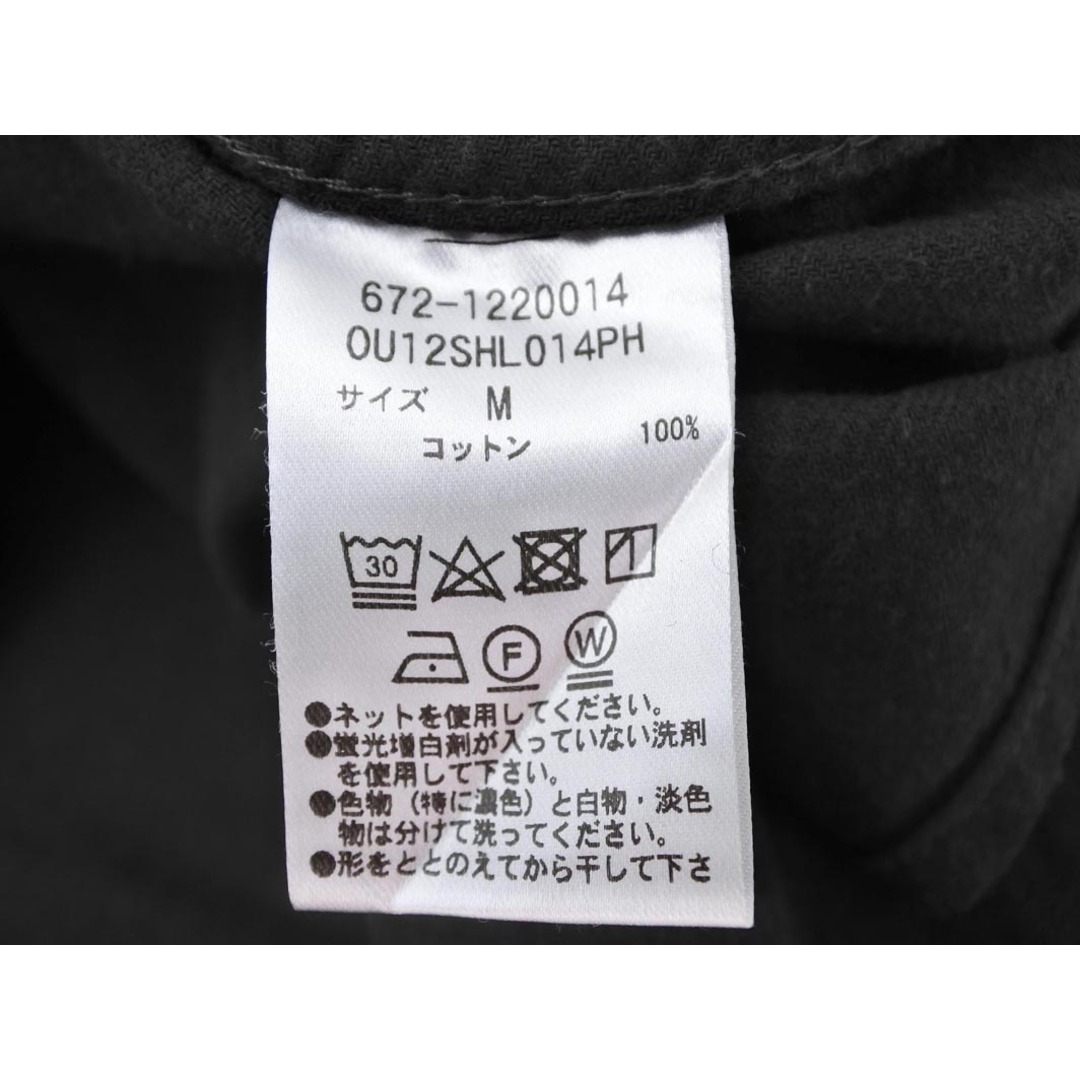 672-1220014
OU12SHL014PH
サイズ M
コットン 100%
30
F W
●ネットを使用してください。
●蛍光増白剤が入っていない洗剤
を使用して下さい。
●色物（特に濃色）と白物・淡色
物は分けて洗ってください。
●形をととのえてから干して下さ